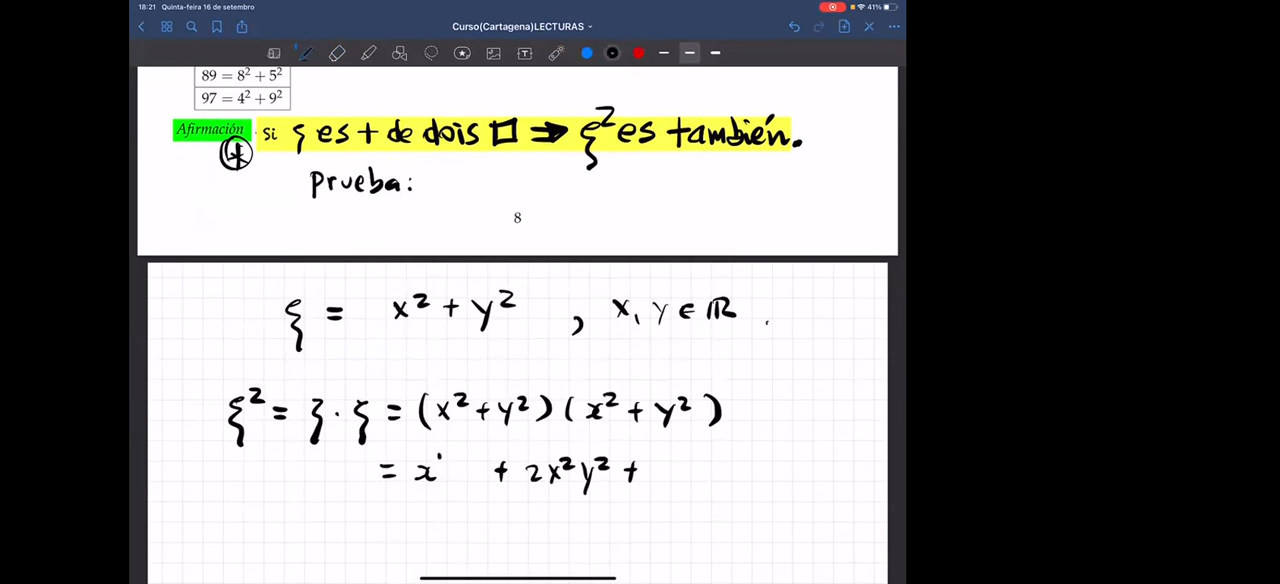 18:21 Quinta-feira 16 de setembro 41%
Curso(Cartagena)LECTURAS
89 = 8² + 5²
97 = 4² + 9²
Afirmación. si ξ es + de dois □ ⇒ ξ² es también.
*
Prueba:
8
ξ = x² + y² , x, y ∈ ℝ.
ξ² = ξ · ξ = (x² + y²)(x² + y²)
= x + 2x²y² +